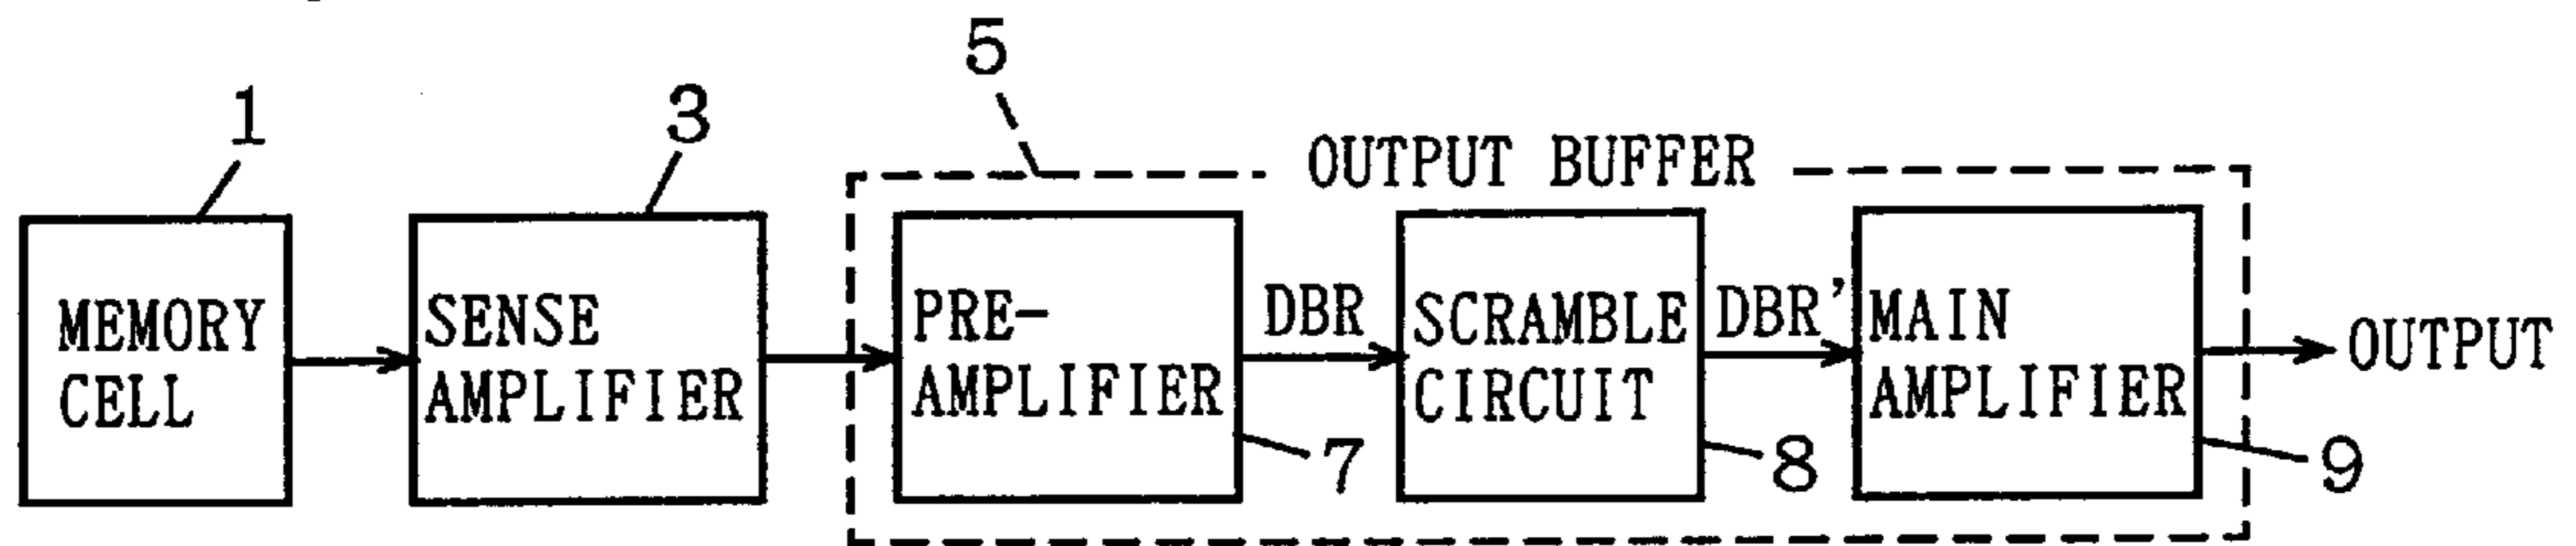 1
3
5
OUTPUT BUFFER
MEMORY
CELL
SENSE
AMPLIFIER
PRE-
AMPLIFIER
7
DBR
SCRAMBLE
CIRCUIT
8
DBR'
MAIN
AMPLIFIER
9
OUTPUT